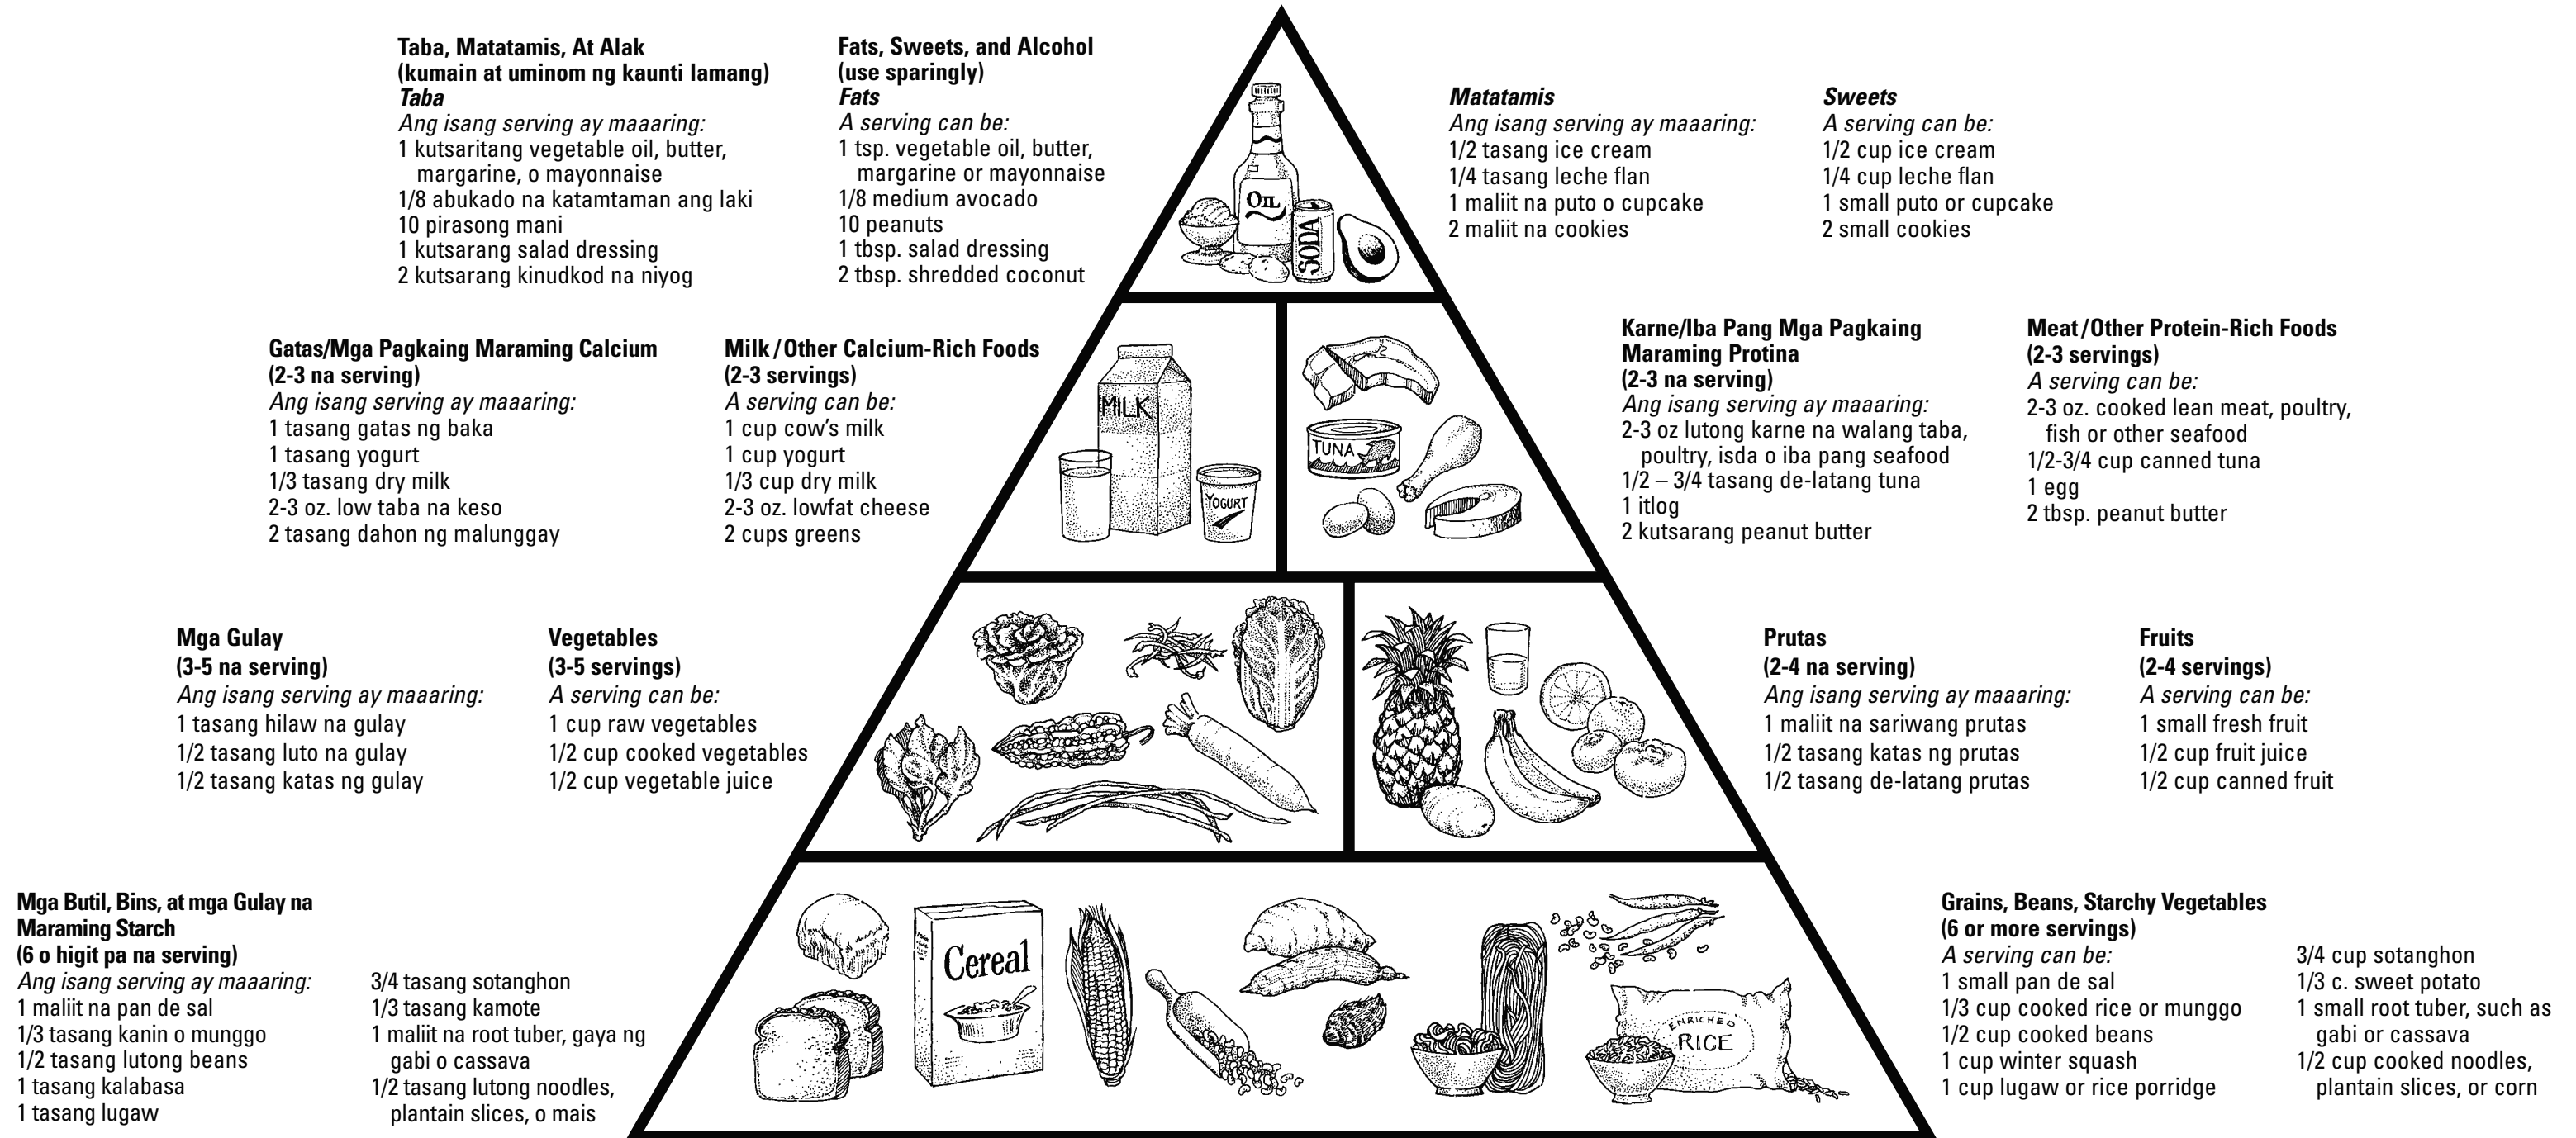 Taba, Matatamis, At Alak
(kumain at uminom ng kaunti lamang)
Taba
Ang isang serving ay maaaring:
1 kutsaritang vegetable oil, butter,
margarine, o mayonnaise
1/8 abukado na katamtaman ang laki
10 pirasong mani
1 kutsarang salad dressing
2 kutsarang kinudkod na niyog
Fats, Sweets, and Alcohol
(use sparingly)
Fats
A serving can be:
1 tsp. vegetable oil, butter,
margarine or mayonnaise
1/8 medium avocado
10 peanuts
1 tbsp. salad dressing
2 tbsp. shredded coconut
OIL
SODA
Matatamis
Ang isang serving ay maaaring:
1/2 tasang ice cream
1/4 tasang leche flan
1 maliit na puto o cupcake
2 maliit na cookies
Sweets
A serving can be:
1/2 cup ice cream
1/4 cup leche flan
1 small puto or cupcake
2 small cookies
Gatas/Mga Pagkaing Maraming Calcium
(2-3 na serving)
Ang isang serving ay maaaring:
1 tasang gatas ng baka
1 tasang yogurt
1/3 tasang dry milk
2-3 oz. low taba na keso
2 tasang dahon ng malunggay
Milk/Other Calcium-Rich Foods
(2-3 servings)
A serving can be:
1 cup cow's milk
1 cup yogurt
1/3 cup dry milk
2-3 oz. lowfat cheese
2 cups greens
MILK
YOGURT
TUNA
Karne/Iba Pang Mga Pagkaing
Maraming Protina
(2-3 na serving)
Ang isang serving ay maaaring:
2-3 oz lutong karne na walang taba,
poultry, isda o iba pang seafood
1/2 – 3/4 tasang de-latang tuna
1 itlog
2 kutsarang peanut butter
Meat/Other Protein-Rich Foods
(2-3 servings)
A serving can be:
2-3 oz. cooked lean meat, poultry,
fish or other seafood
1/2-3/4 cup canned tuna
1 egg
2 tbsp. peanut butter
Mga Gulay
(3-5 na serving)
Ang isang serving ay maaaring:
1 tasang hilaw na gulay
1/2 tasang luto na gulay
1/2 tasang katas ng gulay
Vegetables
(3-5 servings)
A serving can be:
1 cup raw vegetables
1/2 cup cooked vegetables
1/2 cup vegetable juice
Prutas
(2-4 na serving)
Ang isang serving ay maaaring:
1 maliit na sariwang prutas
1/2 tasang katas ng prutas
1/2 tasang de-latang prutas
Fruits
(2-4 servings)
A serving can be:
1 small fresh fruit
1/2 cup fruit juice
1/2 cup canned fruit
Mga Butil, Bins, at mga Gulay na
Maraming Starch
(6 o higit pa na serving)
Ang isang serving ay maaaring:
1 maliit na pan de sal
1/3 tasang kanin o munggo
1/2 tasang lutong beans
1 tasang kalabasa
1 tasang lugaw
3/4 tasang sotanghon
1/3 tasang kamote
1 maliit na root tuber, gaya ng
gabi o cassava
1/2 tasang lutong noodles,
plantain slices, o mais
Cereal
ENRICHED
RICE
Grains, Beans, Starchy Vegetables
(6 or more servings)
A serving can be:
1 small pan de sal
1/3 cup cooked rice or munggo
1/2 cup cooked beans
1 cup winter squash
1 cup lugaw or rice porridge
3/4 cup sotanghon
1/3 c. sweet potato
1 small root tuber, such as
gabi or cassava
1/2 cup cooked noodles,
plantain slices, or corn